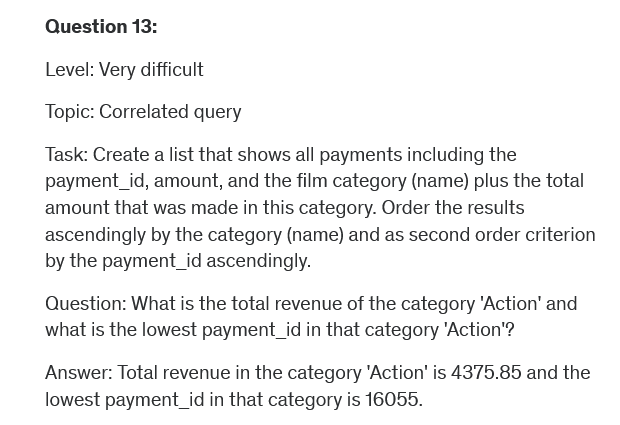 Question 13:
Level: Very difficult
Topic: Correlated query
Task: Create a list that shows all payments including the
payment_id, amount, and the film category (name) plus the total
amount that was made in this category. Order the results
ascendingly by the category (name) and as second order criterion
by the payment_id ascendingly.
Question: What is the total revenue of the category 'Action' and
what is the lowest payment_id in that category 'Action'?
Answer: Total revenue in the category 'Action' is 4375.85 and the
lowest payment_id in that category is 16055.